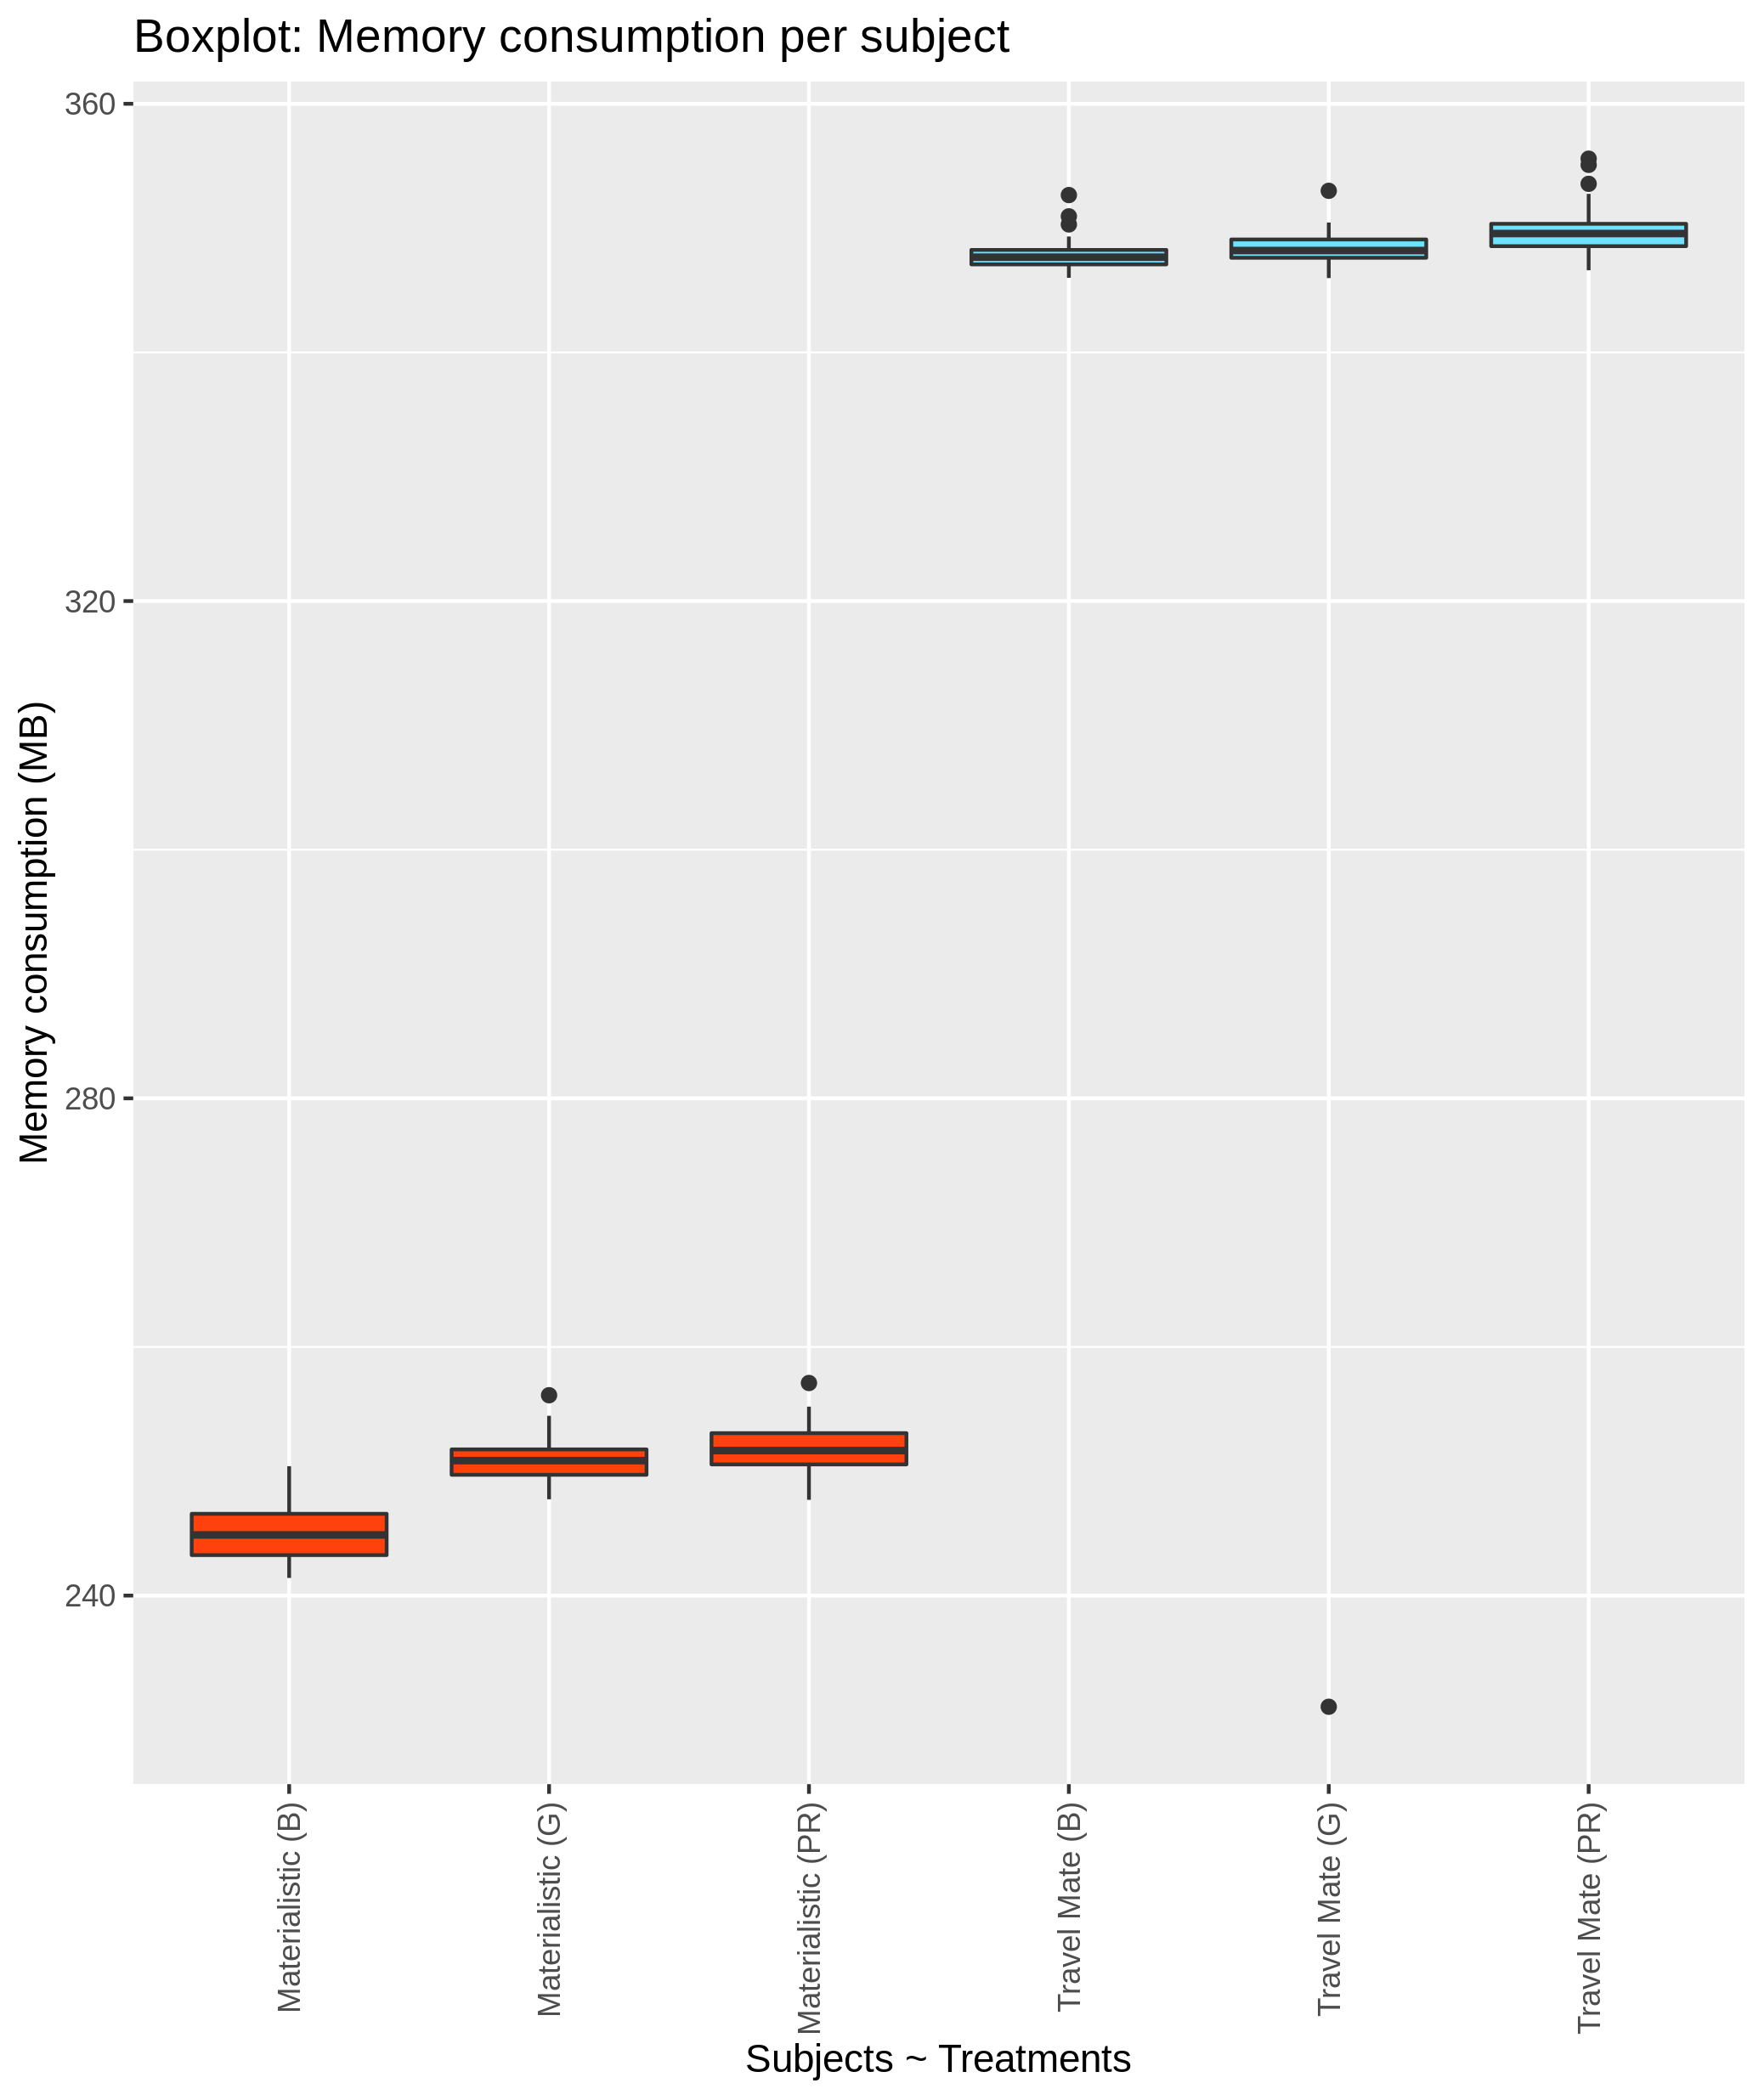 Boxplot: Memory consumption per subject
360
320
280
240
Memory consumption (MB)
Materialistic (B)
Materialistic (G)
Materialistic (PR)
Travel Mate (B)
Travel Mate (G)
Travel Mate (PR)
Subjects ~ Treatments